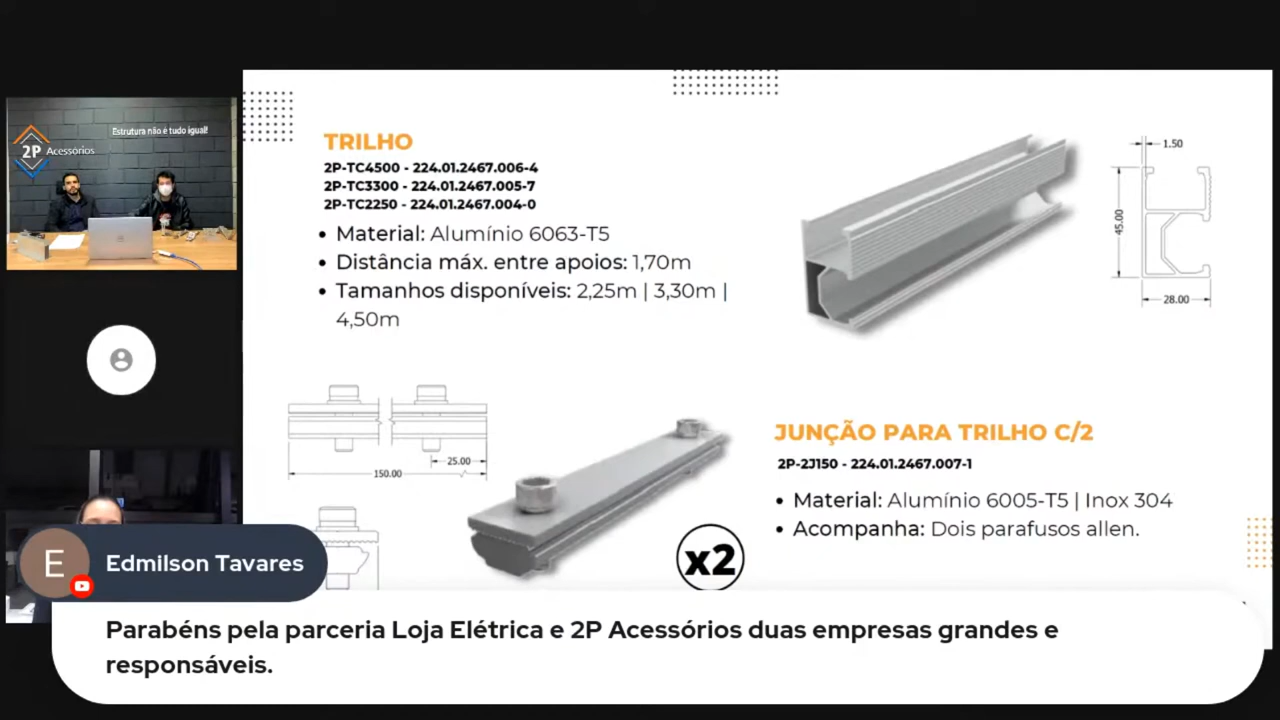 Estrutura não é tudo igual!
2P Acessórios
TRILHO
2P-TC4500 - 224.01.2467.006-4
2P-TC3300 - 224.01.2467.005-7
2P-TC2250 - 224.01.2467.004-0
• Material: Alumínio 6063-T5
• Distância máx. entre apoios: 1,70m
• Tamanhos disponíveis: 2,25m | 3,30m |
4,50m
1.50
45.00
28.00
25.00
150.00
JUNÇÃO PARA TRILHO C/2
2P-2J150 - 224.01.2467.007-1
• Material: Alumínio 6005-T5 | Inox 304
• Acompanha: Dois parafusos allen.
x2
E
Edmilson Tavares
Parabéns pela parceria Loja Elétrica e 2P Acessórios duas empresas grandes e
responsáveis.